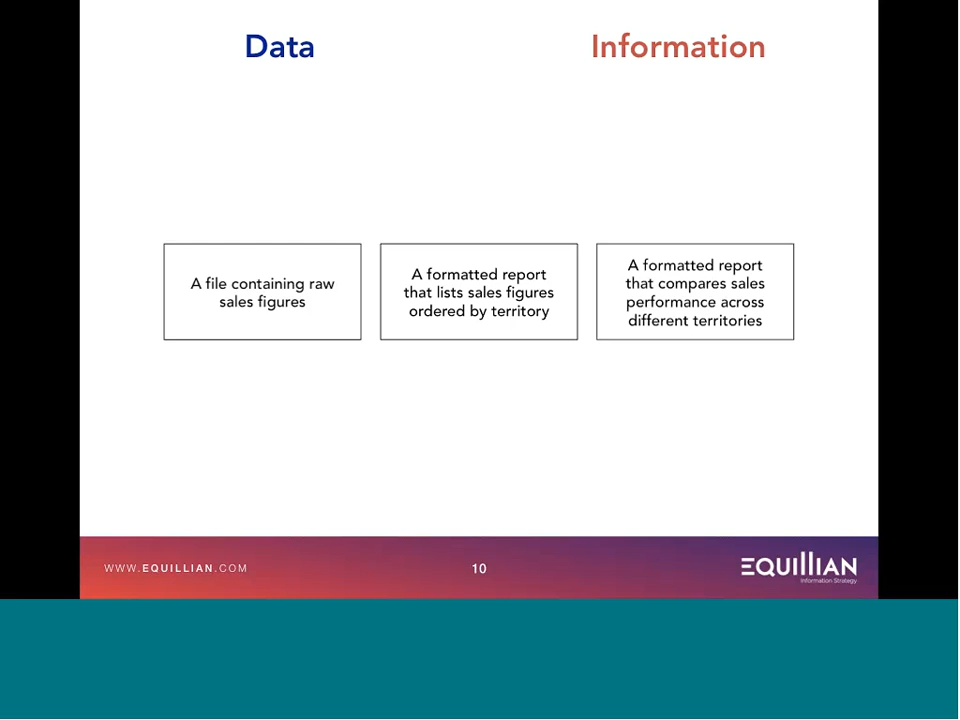 Data
Information
A file containing raw
sales figures
A formatted report
that lists sales figures
ordered by territory
A formatted report
that compares sales
performance across
different territories
WWW.EQUILLIAN.COM
10
EQUILLIAN
Information Strategy